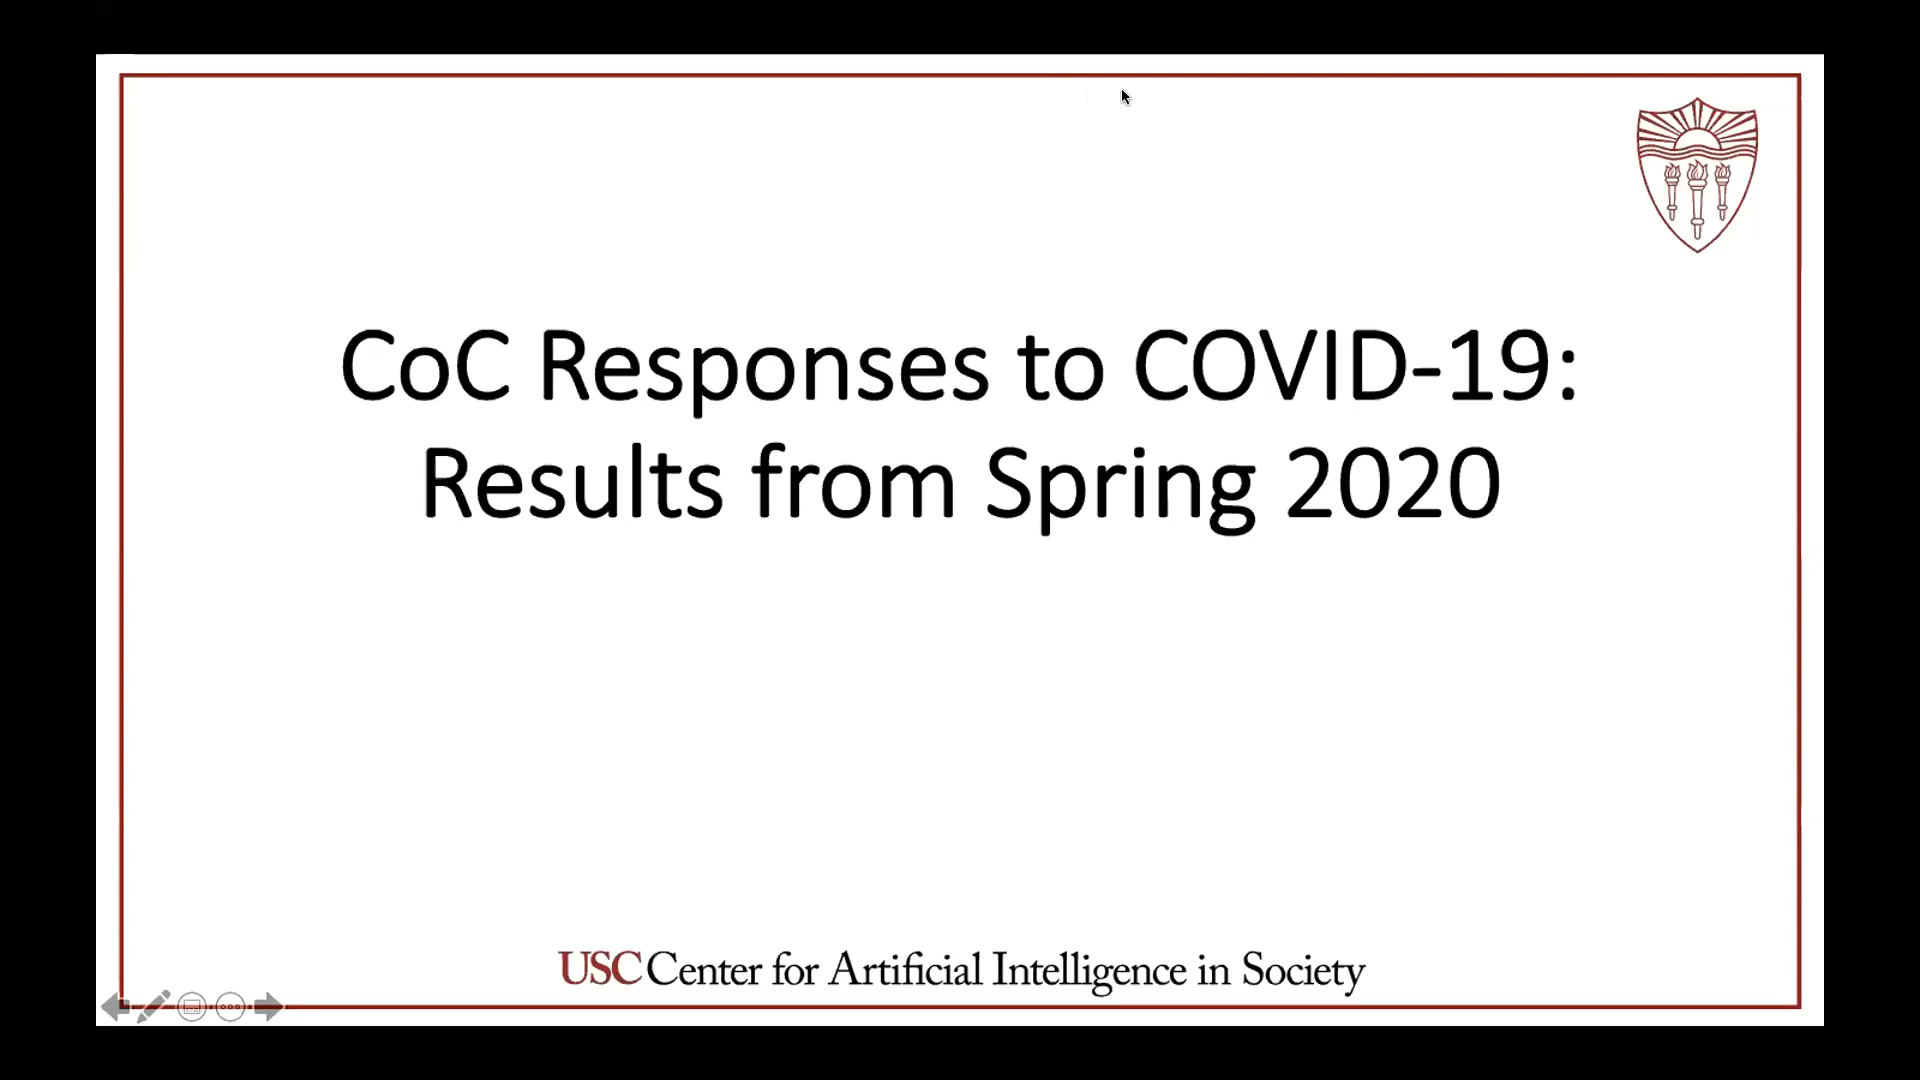 CoC Responses to COVID-19:
Results from Spring 2020
USC Center for Artificial Intelligence in Society